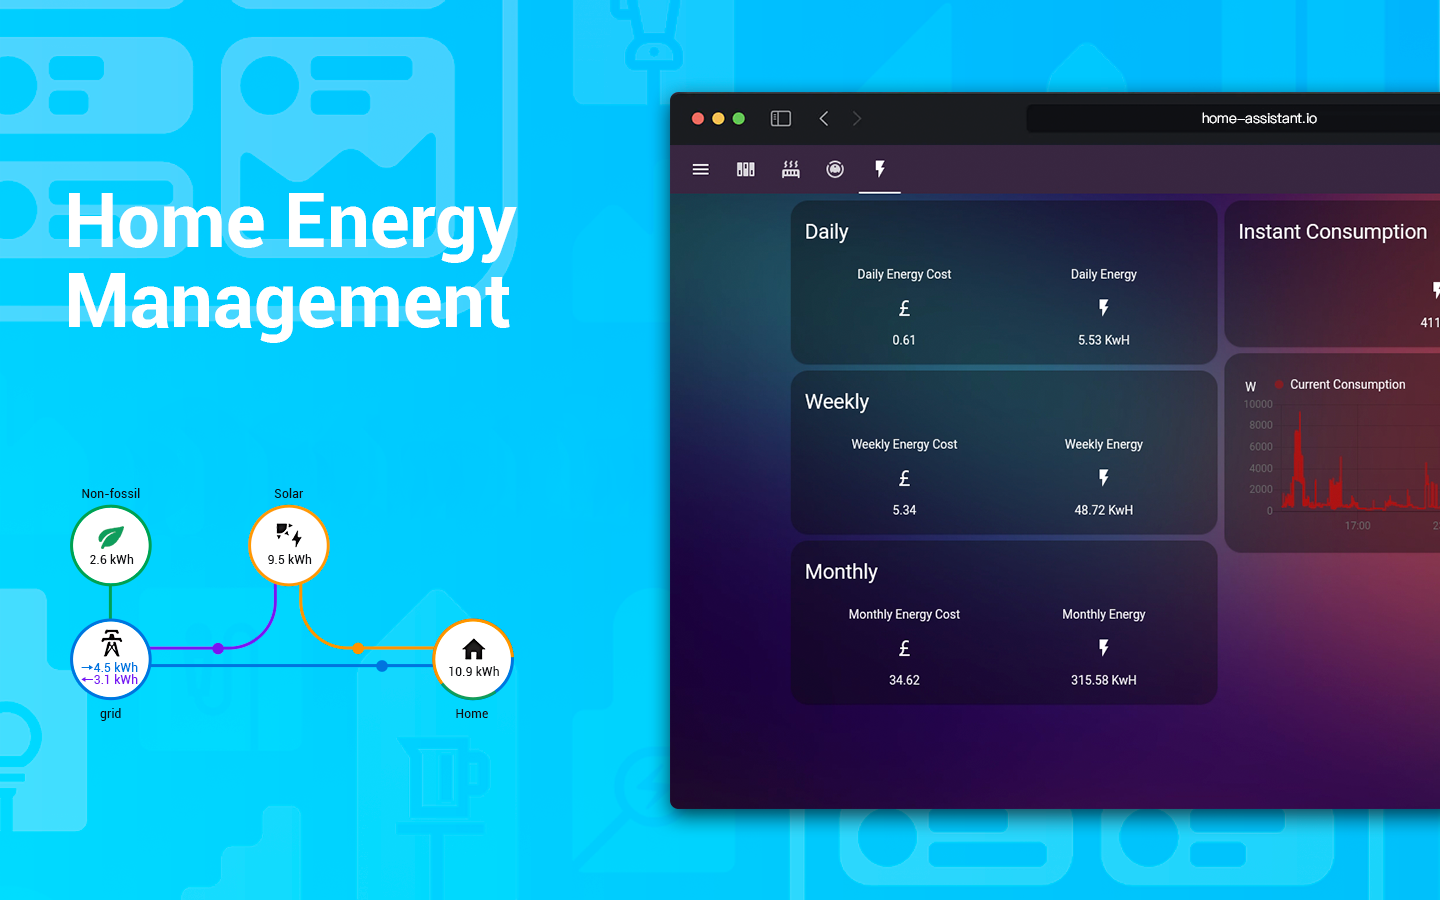 Home Energy
Management
Non-fossil
2.6 kWh
Solar
9.5 kWh
→4.5 kWh
←3.1 kWh
grid
10.9 kWh
Home
home-assistant.io
Daily
Daily Energy Cost
£
0.61
Daily Energy
5.53 KwH
Weekly
Weekly Energy Cost
£
5.34
Weekly Energy
48.72 KwH
Monthly
Monthly Energy Cost
£
34.62
Monthly Energy
315.58 KwH
Instant Consumption
411
W
Current Consumption
10000
8000
6000
4000
2000
0
17:00